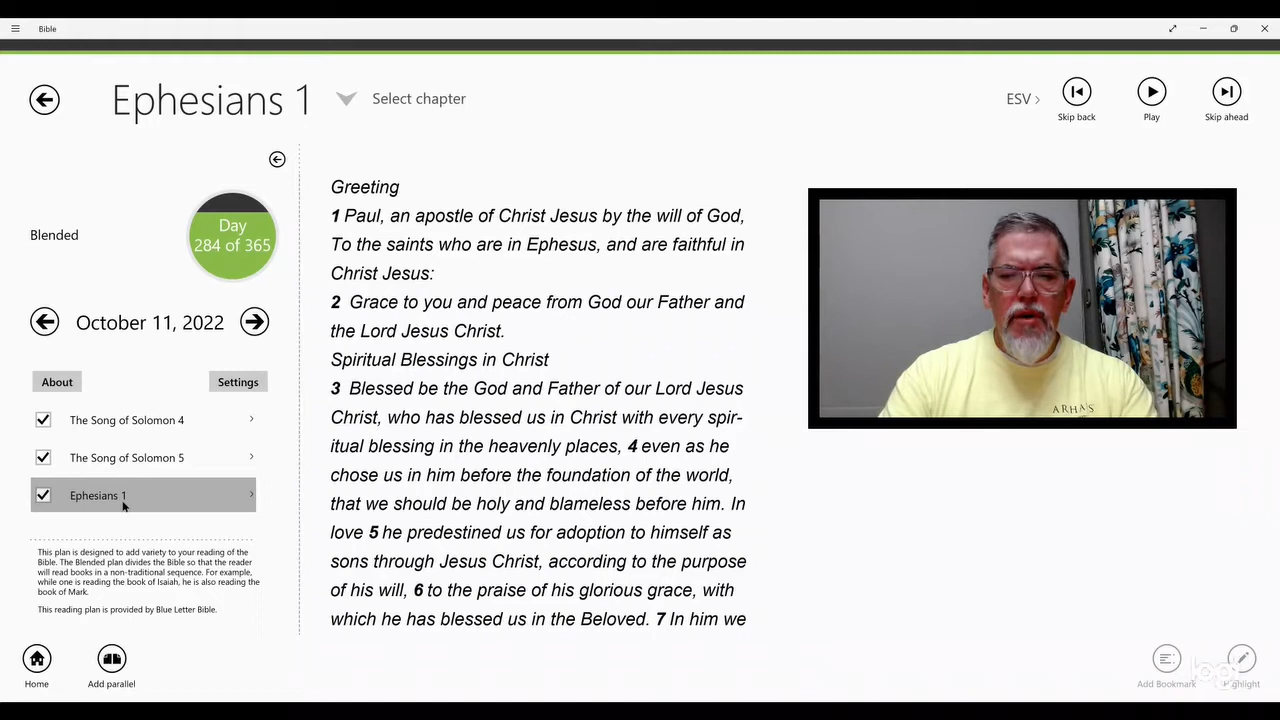 Bible
Ephesians 1
Select chapter
ESV
Skip back
Play
Skip ahead
Blended
Day
284 of 365
October 11, 2022
About
Settings
The Song of Solomon 4
The Song of Solomon 5
Ephesians 1
This plan is designed to add variety to your reading of the
Bible. The Blended plan divides the Bible so that the reader
will read books in a non-traditional sequence. For example,
while one is reading the book of Isaiah, he is also reading the
book of Mark.
This reading plan is provided by Blue Letter Bible.
Greeting
1 Paul, an apostle of Christ Jesus by the will of God,
To the saints who are in Ephesus, and are faithful in
Christ Jesus:
2 Grace to you and peace from God our Father and
the Lord Jesus Christ.
Spiritual Blessings in Christ
3 Blessed be the God and Father of our Lord Jesus
Christ, who has blessed us in Christ with every spir-
itual blessing in the heavenly places, 4 even as he
chose us in him before the foundation of the world,
that we should be holy and blameless before him. In
love 5 he predestined us for adoption to himself as
sons through Jesus Christ, according to the purpose
of his will, 6 to the praise of his glorious grace, with
which he has blessed us in the Beloved. 7 In him we
Home
Add parallel
Add Bookmark
Highlight